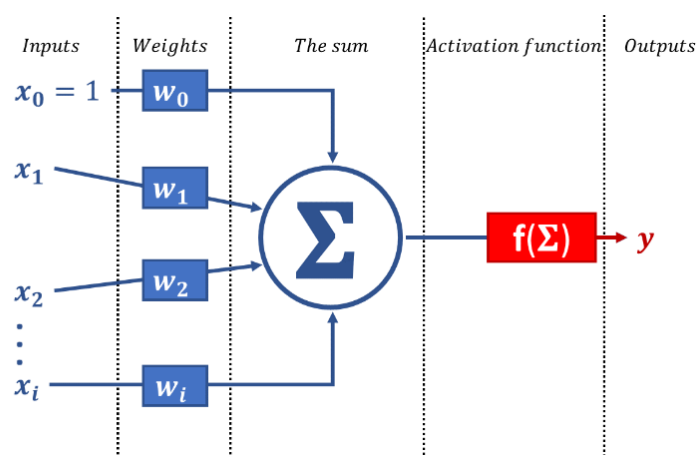 Inputs Weights The sum Activation function Outputs
x₀ = 1 w₀
x₁ w₁
Σ f(Σ) y
x₂ w₂
xᵢ wᵢ